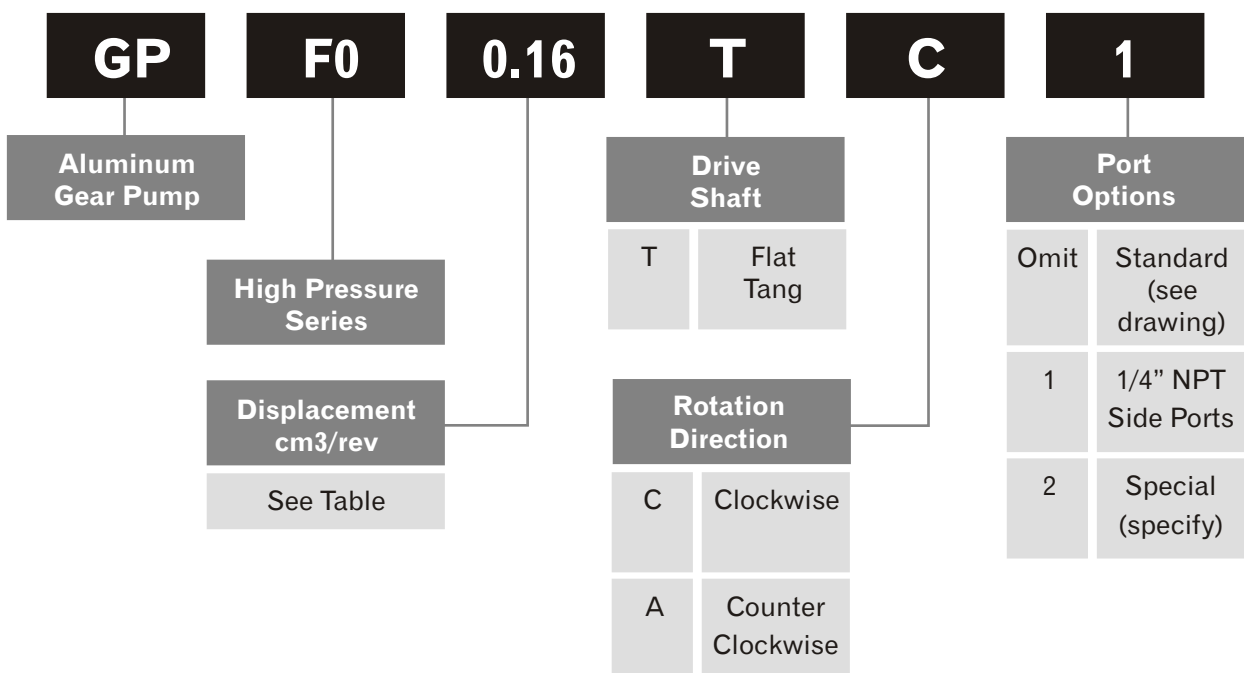 GP F0 0.16 T C 1
Aluminum
Gear Pump
High Pressure
Series
Displacement
cm3/rev
See Table
Drive
Shaft
T Flat
Tang
Rotation
Direction
C Clockwise
A Counter
Clockwise
Port
Options
Omit Standard
(see
drawing)
1 1/4” NPT
Side Ports
2 Special
(specify)